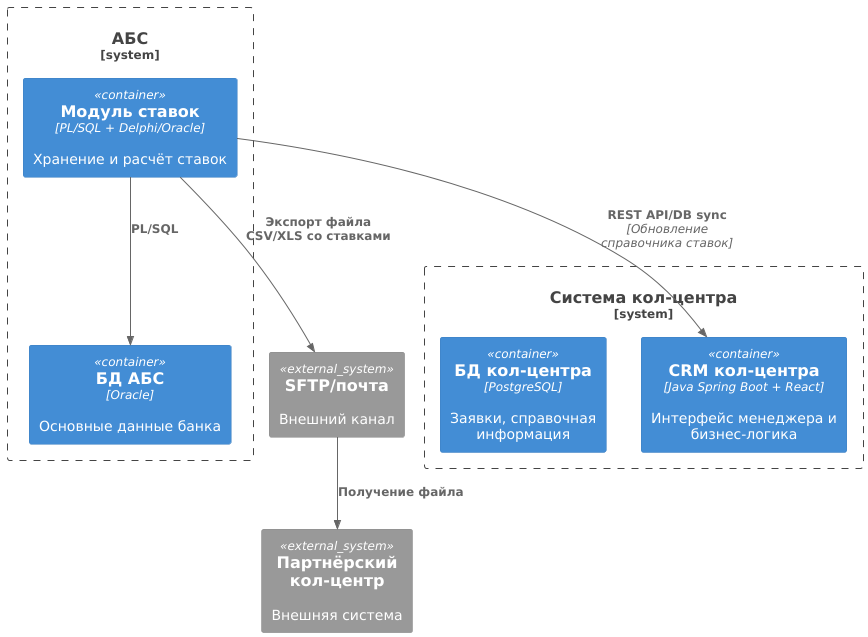 АБС
[system]
«container»
Модуль ставок
[PL/SQL + Delphi/Oracle]
Хранение и расчёт ставок
PL/SQL
Экспорт файла
CSV/XLS со ставками
REST API/DB sync
[Обновление
справочника ставок]
Система кол-центра
[system]
«container»
БД АБС
[Oracle]
Основные данные банка
«external_system»
SFTP/почта
Внешний канал
«container»
БД кол-центра
[PostgreSQL]
Заявки, справочная
информация
«container»
CRM кол-центра
[Java Spring Boot + React]
Интерфейс менеджера и
бизнес-логика
Получение файла
«external_system»
Партнёрский
кол-центр
Внешняя система